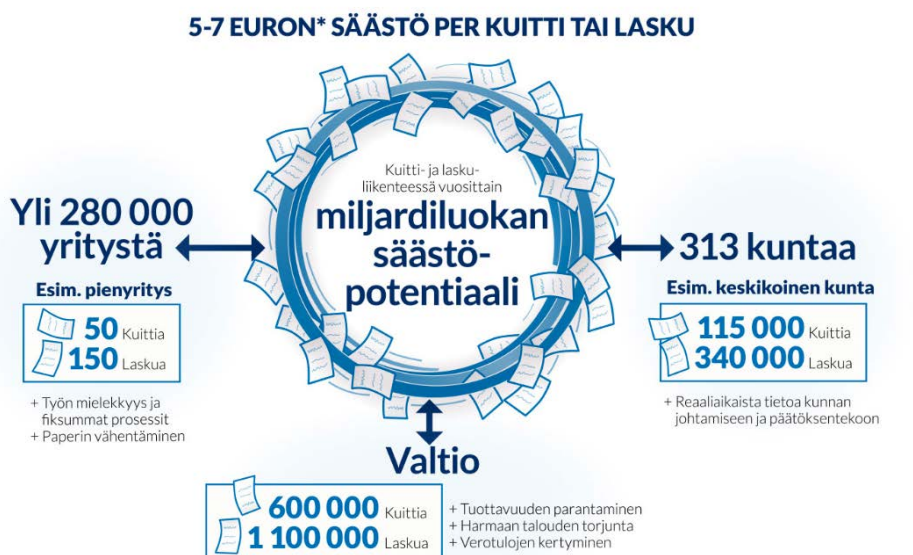 5-7 EURON* SÄÄSTÖ PER KUITTI TAI LASKU
Kuitti- ja lasku-
liikenteessä vuosittain
miljardiluokan
säästö-
potentiaali
Yli 280 000
yritystä
Esim. pienyritys
50 Kuittia
150 Laskua
+ Työn mielekkyys ja
fiksummat prosessit
+ Paperin vähentäminen
313 kuntaa
Esim. keskikoinen kunta
115 000 Kuittia
340 000 Laskua
+ Reaaliaikaista tietoa kunnan
johtamiseen ja päätöksentekoon
Valtio
600 000 Kuittia
1 100 000 Laskua
+ Tuottavuuden parantaminen
+ Harmaan talouden torjunta
+ Verotulojen kertyminen